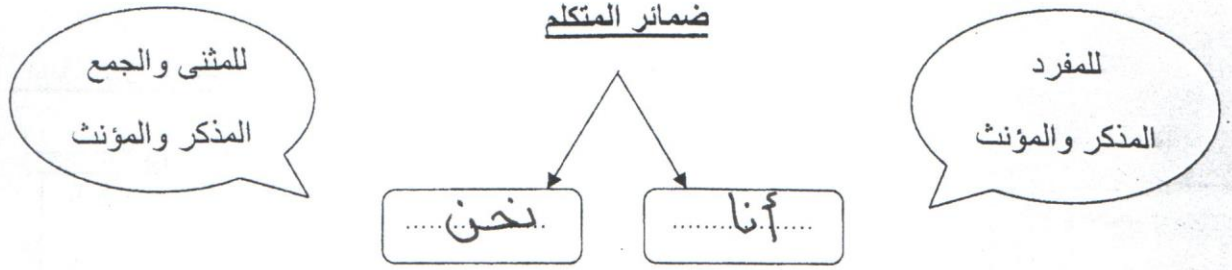 ضمائر المتكلم
للمفرد
المذكر والمؤنث
للمثنى والجمع
المذكر والمؤنث
أنا
نحن